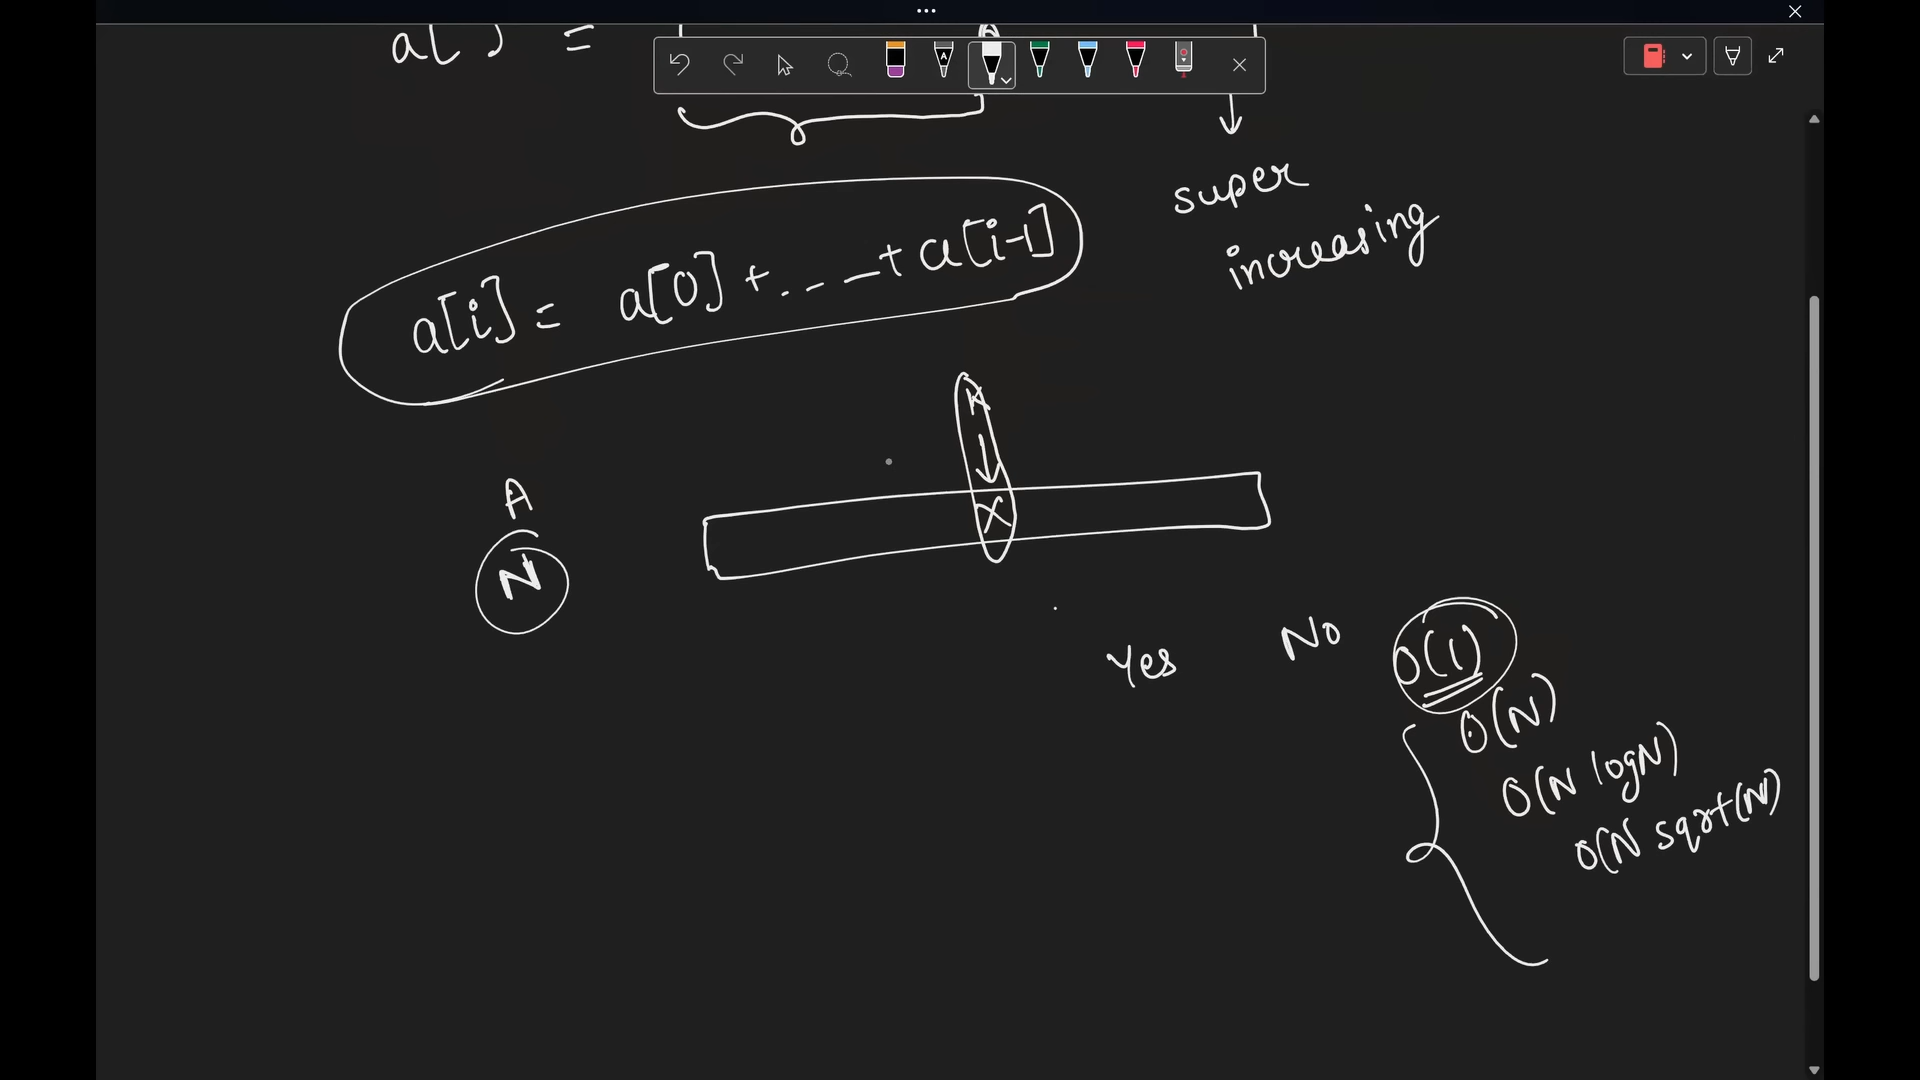 a[ ] =
super
increasing
a[i] = a[0] + . - - - + a[i-1]
K
A
X
N
Yes No O(1)
O(N)
O(N logN)
O(N sqrt(N)